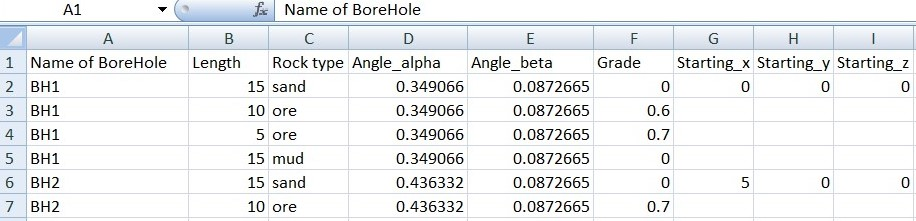 A1 fx Name of BoreHole
A B C D E F G H I
1 Name of BoreHole Length Rock type Angle_alpha Angle_beta Grade Starting_x Starting_y Starting_z
2 BH1 15 sand 0.349066 0.0872665 0 0 0 0
3 BH1 10 ore 0.349066 0.0872665 0.6
4 BH1 5 ore 0.349066 0.0872665 0.7
5 BH1 15 mud 0.349066 0.0872665 0
6 BH2 15 sand 0.436332 0.0872665 0 5 0 0
7 BH2 10 ore 0.436332 0.0872665 0.7